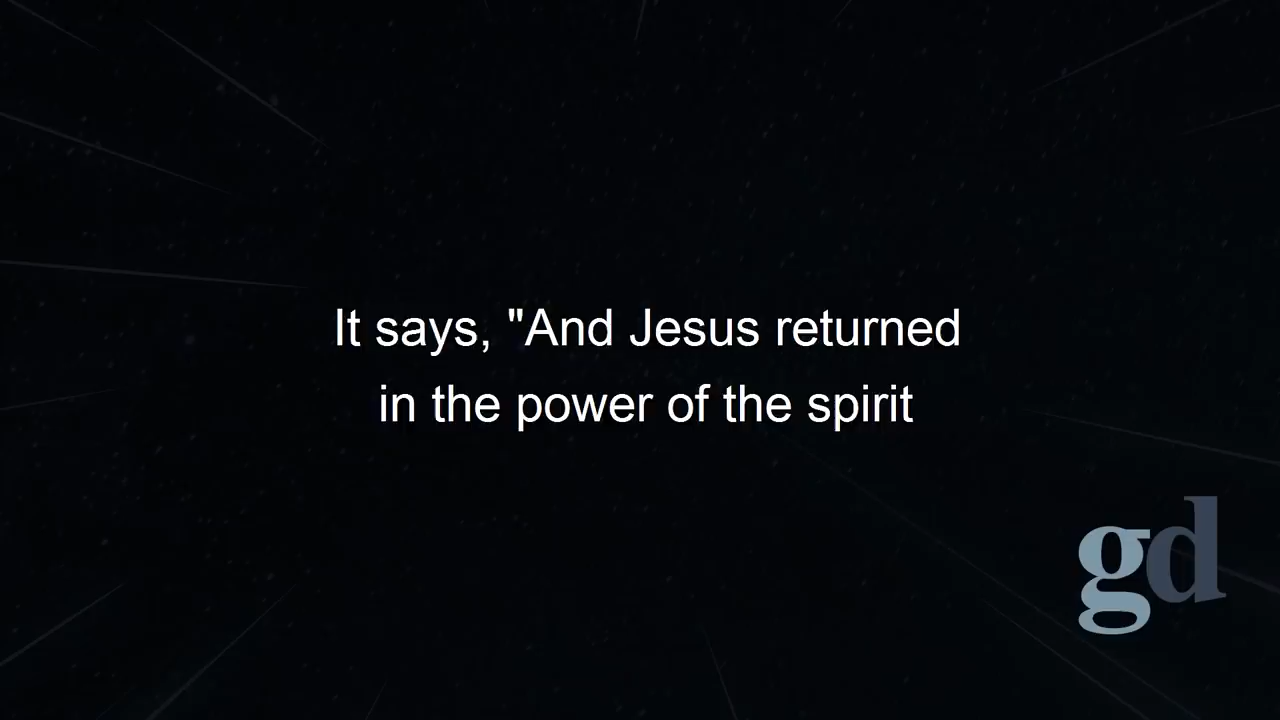 It says, "And Jesus returned
in the power of the spirit
gd